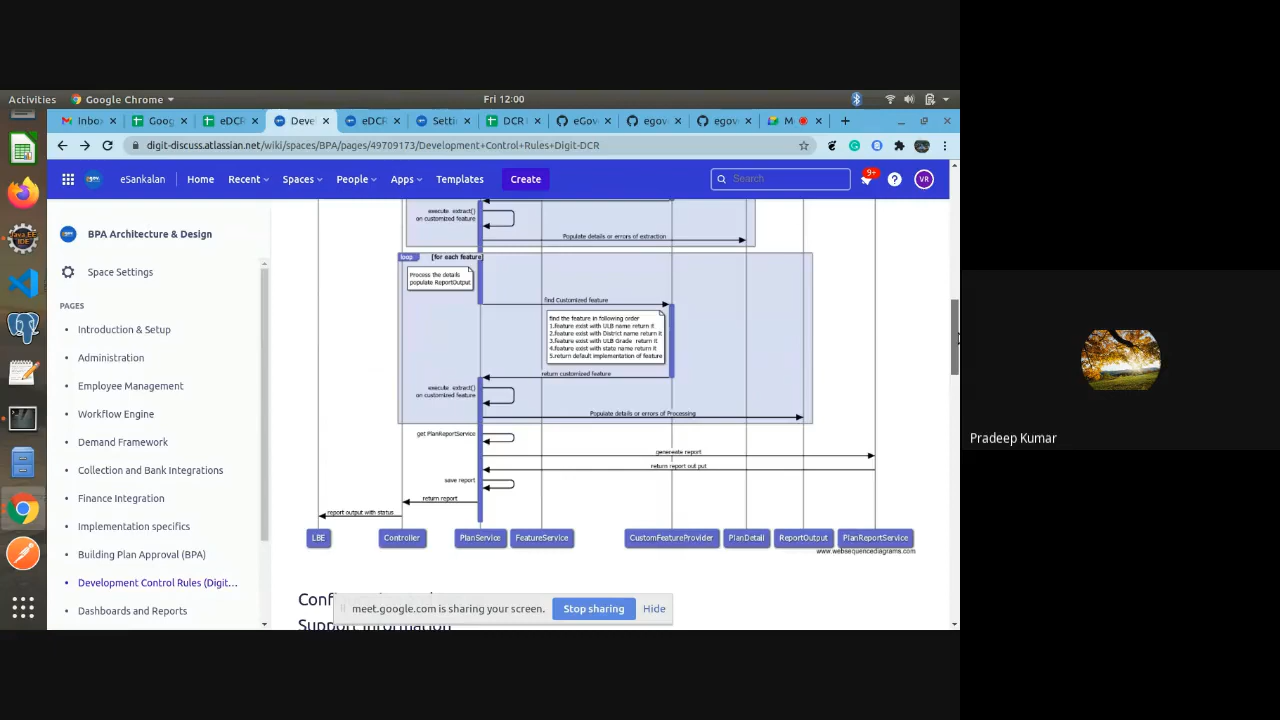 Activities
Google Chrome
Fri 12:00
Inbo
Goog
eDCR
Devel
eDCR
Settin
DCR
eGov
egov
egov
M
digit-discuss.atlassian.net/wiki/spaces/BPA/pages/49709173/Development+Control+Rules+Digit-DCR
eSankalan
Home
Recent
Spaces
People
Apps
Templates
Create
Search
9+
VR
BPA Architecture & Design
Space Settings
PAGES
Introduction & Setup
Administration
Employee Management
Workflow Engine
Demand Framework
Collection and Bank Integrations
Finance Integration
Implementation specifics
Building Plan Approval (BPA)
Development Control Rules (Digit...
Dashboards and Reports
execute extract()
on customized feature
Populate details or errors of extraction
loop
[for each feature]
Process the details
populate ReportOutput
find Customized feature
find the feature in following order
1.feature exist with ULB name return it
2.feature exist with District name return it
3.feature exist with ULB Grade return it
4.feature exist with state name return it
5.return default implementation of feature
return customized feature
execute extract()
on customized feature
Populate details or errors of Processing
get PlanReportService
genereate report
return report out put
save report
return report
report output with status
LBE
Controller
PlanService
FeatureService
CustomFeatureProvider
PlanDetail
ReportOutput
PlanReportService
www.websequencediagrams.com
meet.google.com is sharing your screen.
Stop sharing
Hide
Support Information
Pradeep Kumar